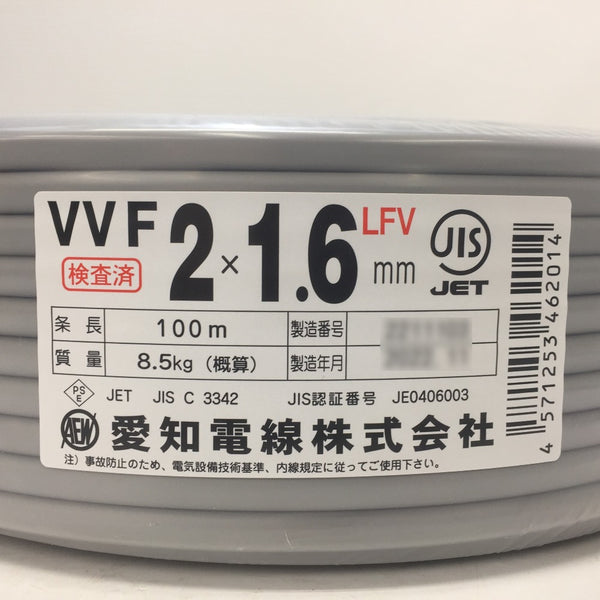 VVF 2×1.6 mm LFV
検査済
JIS
JET
条長 100m 製造番号
質量 8.5kg（概算） 製造年月
PS E JET JIS C 3342 JIS認証番号 JE0406003
AEW 愛知電線株式会社
注）事故防止のため、電気設備技術基準、内線規定に従ってご使用下さい。
4 571253 462014